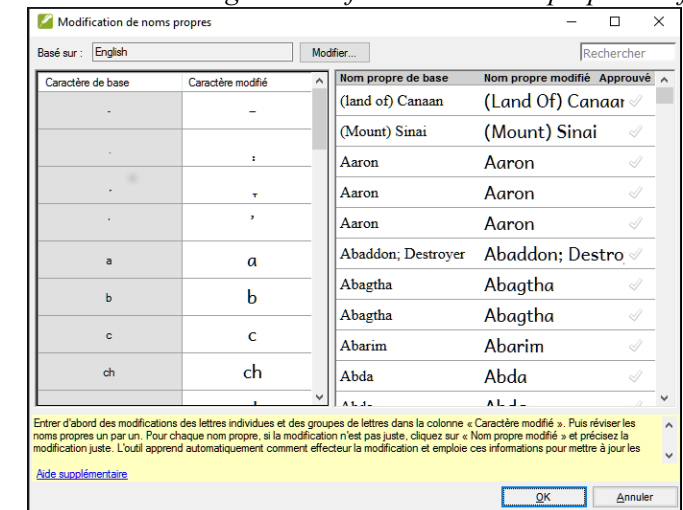 Modification de noms propres
Basé sur : English Modifier... Rechercher
Caractère de base Caractère modifié
- –
. :
ʼ
a a
b b
c c
ch ch
Nom propre de base Nom propre modifié Approuvé
(land of) Canaan (Land Of) Canaar
(Mount) Sinai (Mount) Sinai
Aaron Aaron
Aaron Aaron
Aaron Aaron
Abaddon; Destroyer Abaddon; Destro
Abagtha Abagtha
Abagtha Abagtha
Abarim Abarim
Abda Abda
Entrer d'abord des modifications des lettres individues et des groupes de lettres dans la colonne « Caractère modifié ». Puis réviser les
noms propres un par un. Pour chaque nom propre, si la modification n'est pas juste, cliquez sur « Nom propre modifié » et précisez la
modification juste. L'outil apprend automatiquement comment effecteur la modification et emploie ces informations pour mettre à jour les
Aide supplémentaire
OK Annuler